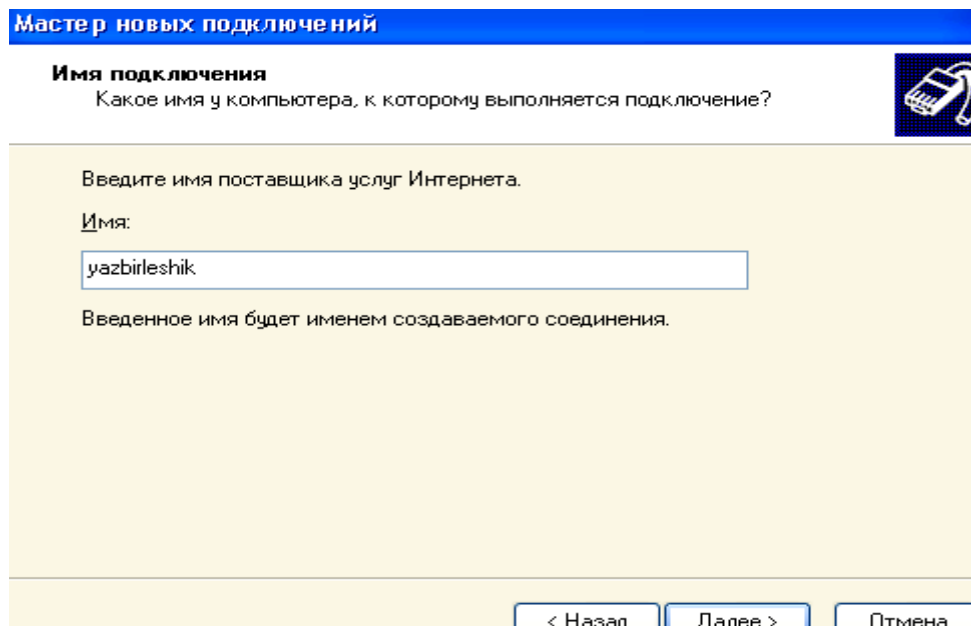 Мастер новых подключений
Имя подключения
Какое имя у компьютера, к которому выполняется подключение?
Введите имя поставщика услуг Интернета.
Имя:
yazbirleshik
Введенное имя будет именем создаваемого соединения.
< Назад Далее > Отмена